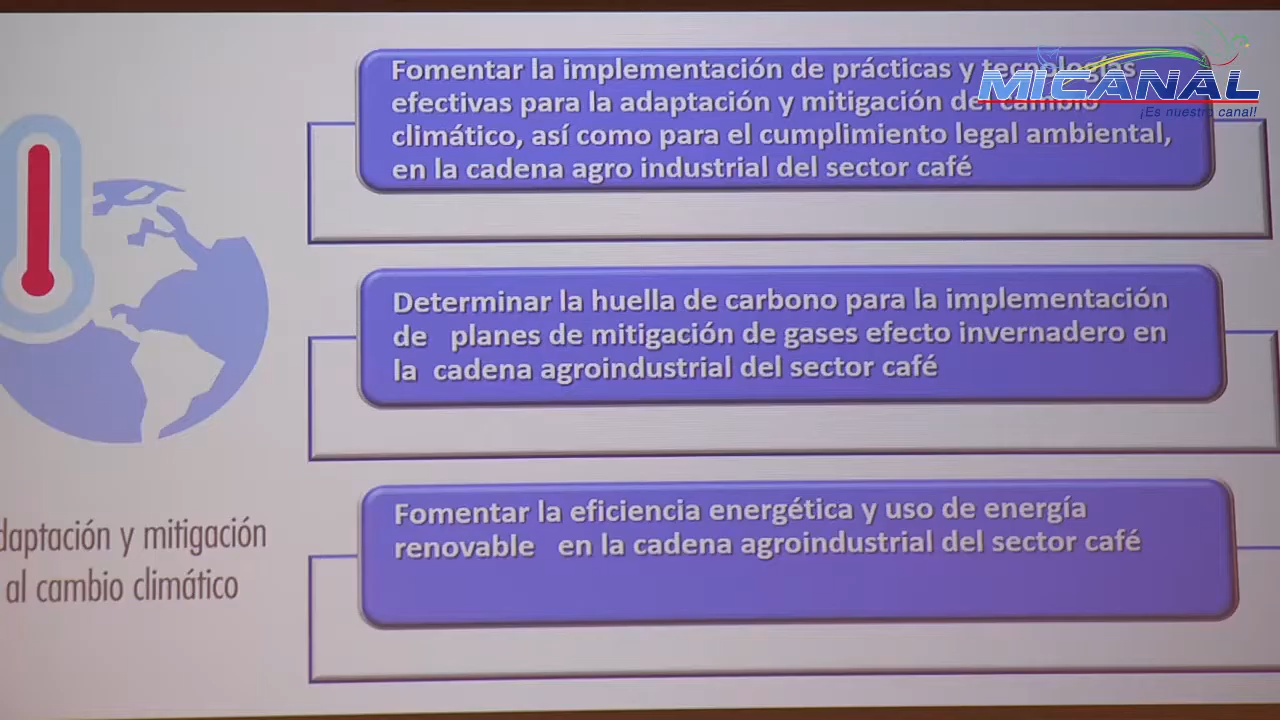 Fomentar la implementación de prácticas y tecnologías
efectivas para la adaptación y mitigación del cambio
climático, así como para el cumplimiento legal ambiental,
en la cadena agro industrial del sector café
MICANAL
¡Es nuestro canal!
Determinar la huella de carbono para la implementación
de planes de mitigación de gases efecto invernadero en
la cadena agroindustrial del sector café
Fomentar la eficiencia energética y uso de energía
renovable en la cadena agroindustrial del sector café
daptación y mitigación
al cambio climático